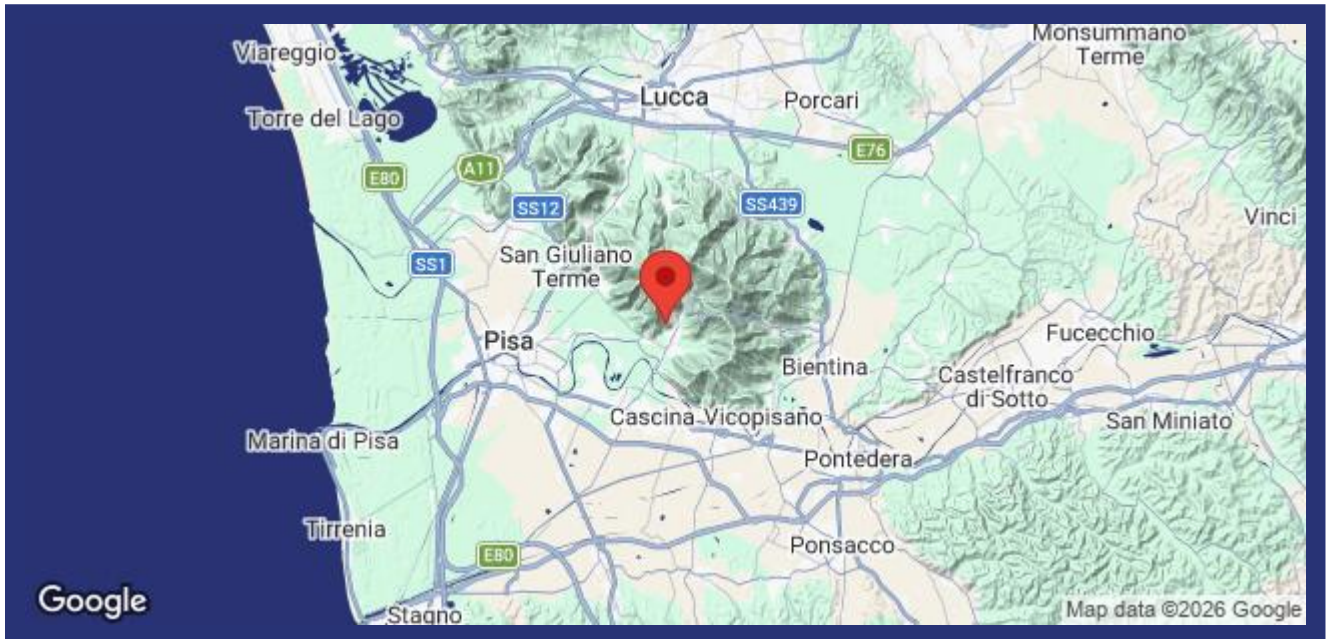 Monsummano
Terme
Viareggio
Lucca
Porcari
Torre del Lago
E76
A11
E80
SS12
SS439
Vinci
San Giuliano
Terme
SS1
Pisa
Fucecchio
Bientina
Castelfranco
di Sotto
Cascina
Vicopisano
San Miniato
Marina di Pisa
Pontedera
Tirrenia
Ponsacco
E80
Google
Stagno
Map data ©2026 Google